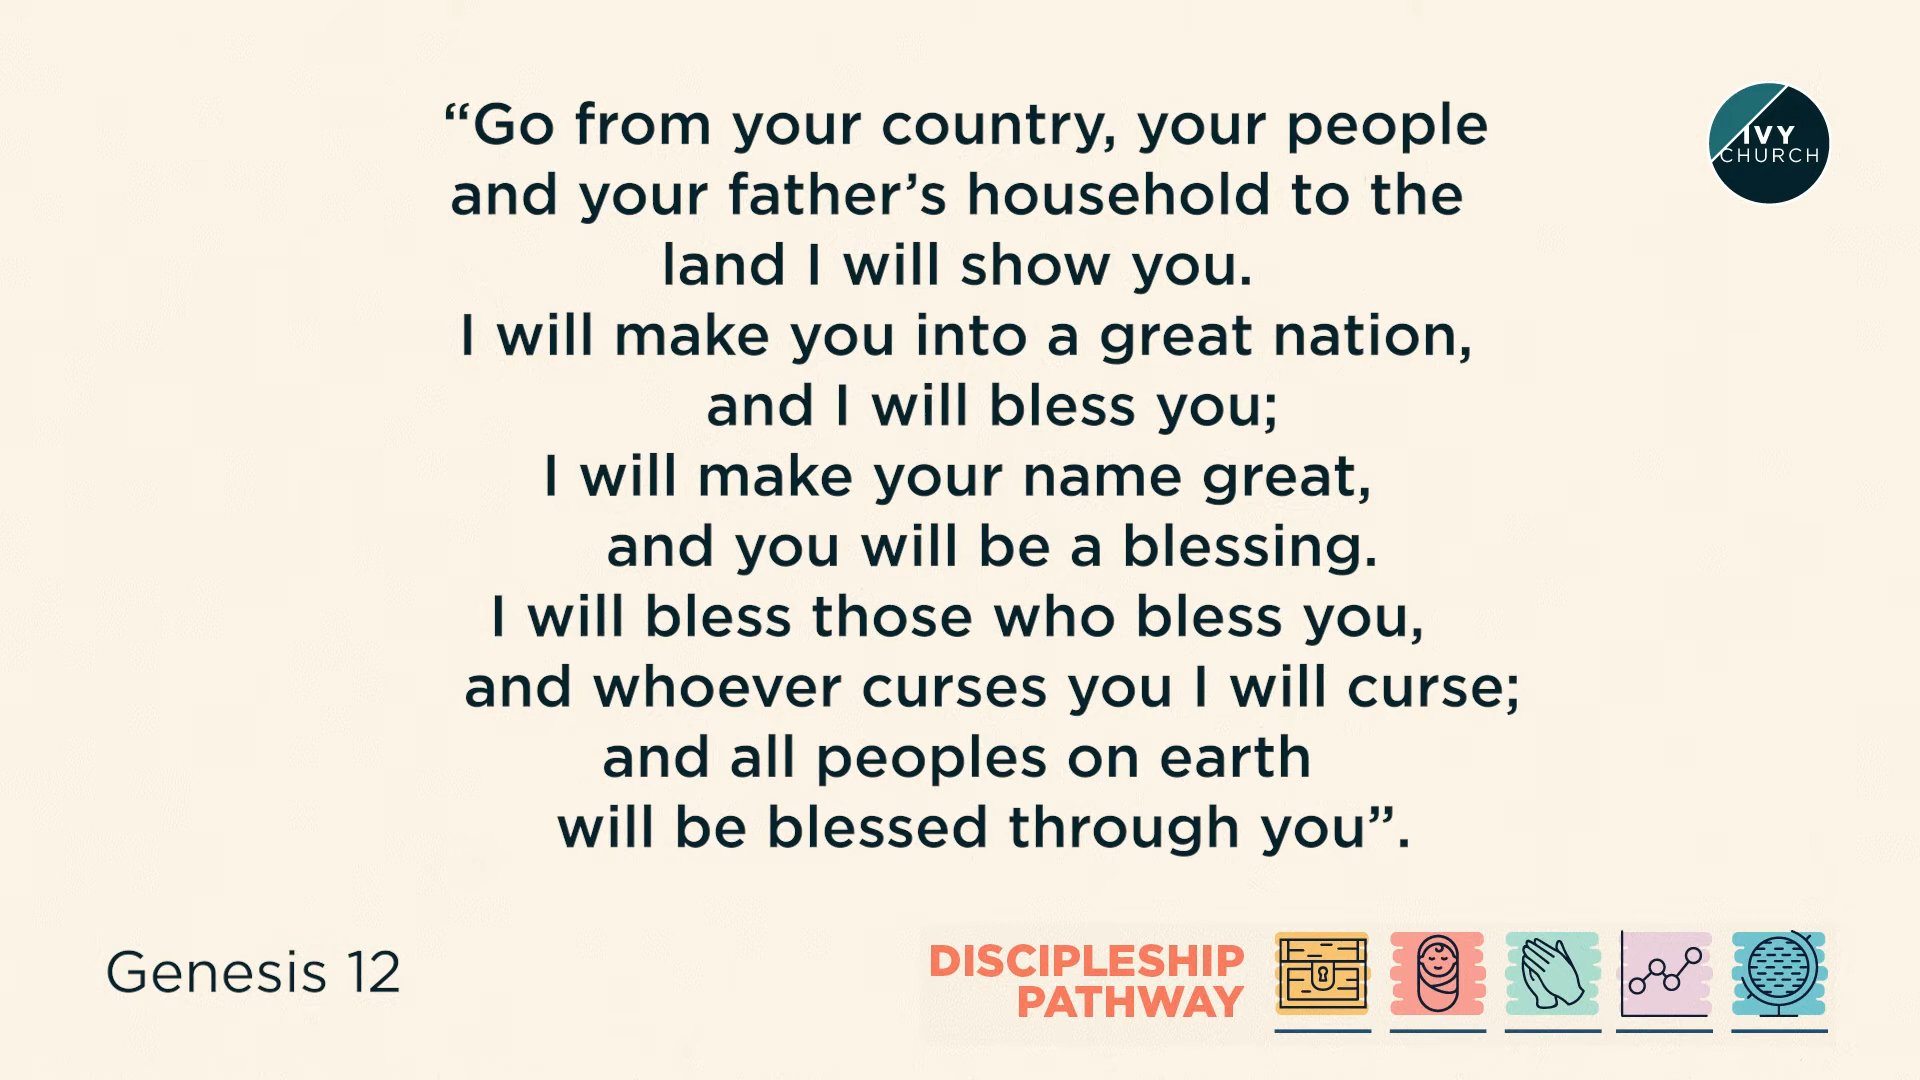 “Go from your country, your people
and your father’s household to the
land I will show you.
I will make you into a great nation,
and I will bless you;
I will make your name great,
and you will be a blessing.
I will bless those who bless you,
and whoever curses you I will curse;
and all peoples on earth
will be blessed through you”.
IVY
CHURCH
Genesis 12
DISCIPLESHIP
PATHWAY